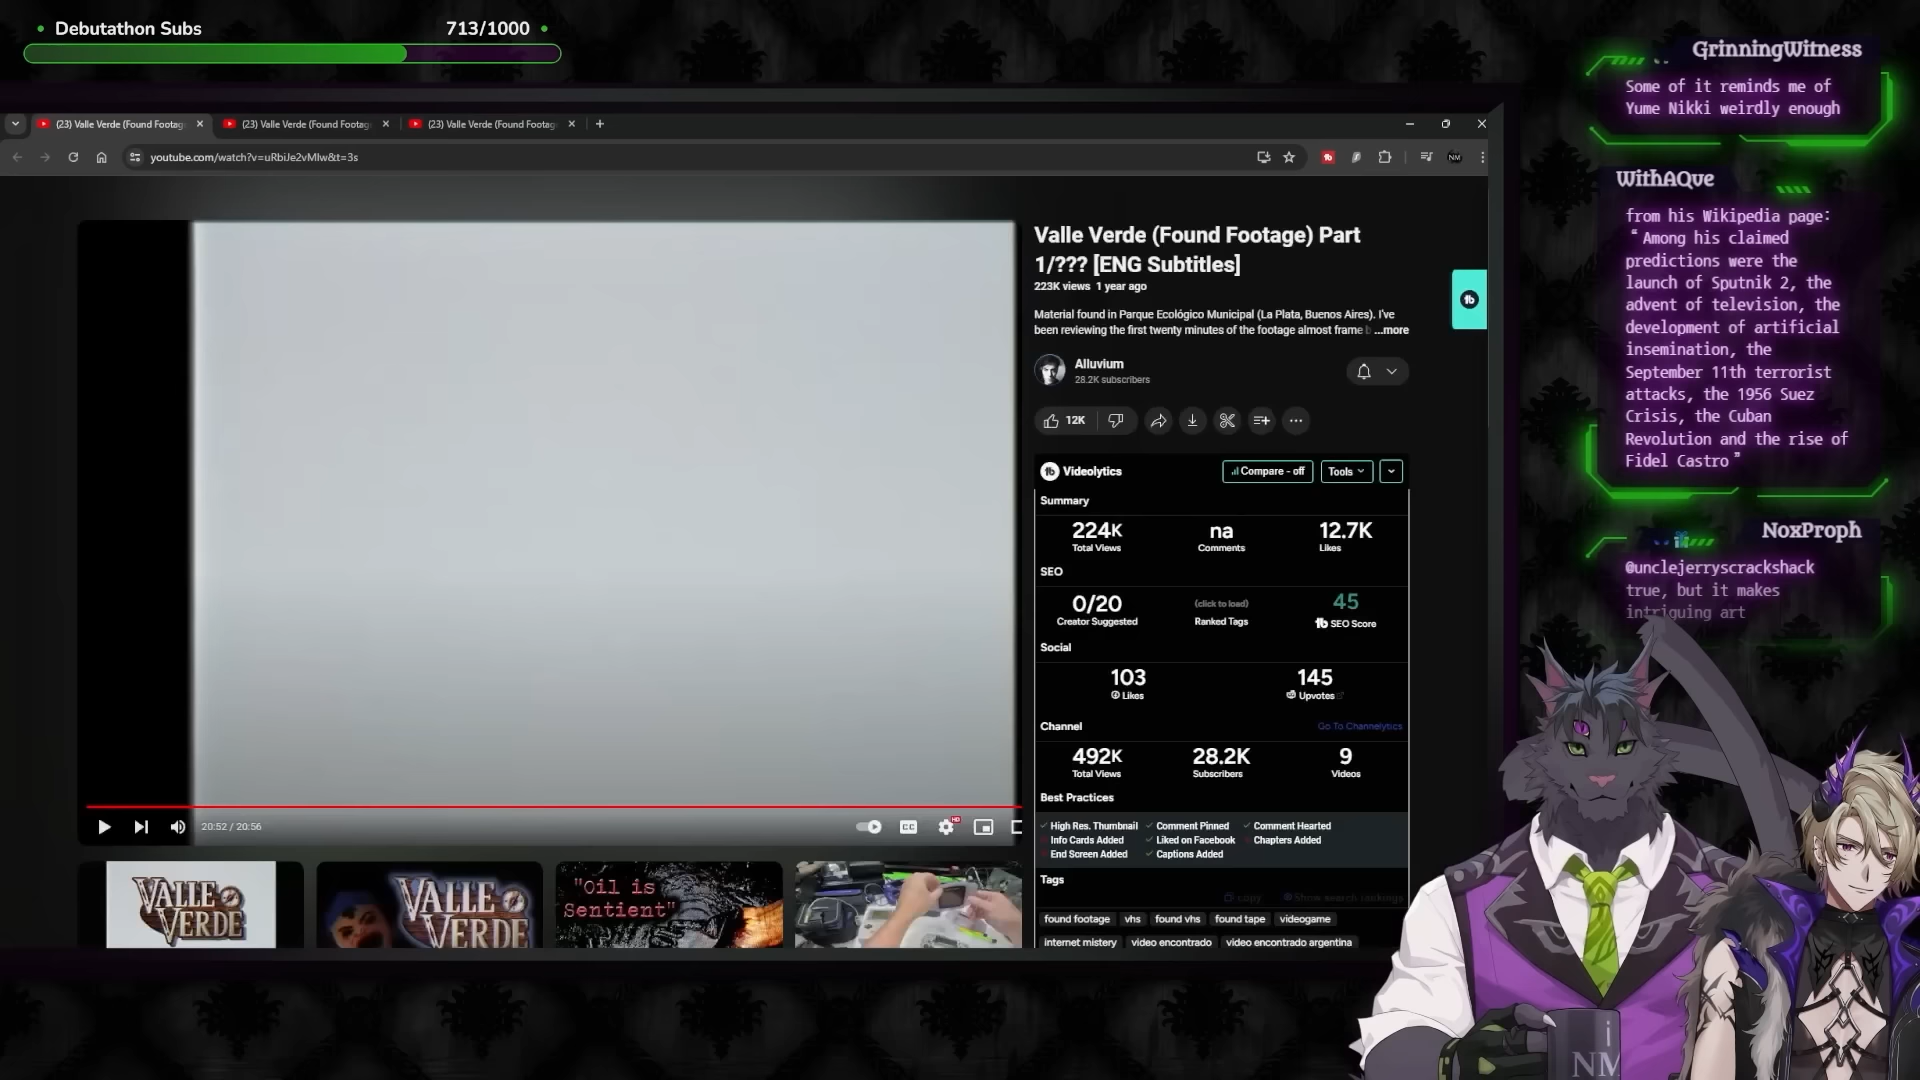 Debutathon Subs
713/1000
(23) Valle Verde (Found Footag
(23) Valle Verde (Found Footag
(23) Valle Verde (Found Footag
youtube.com/watch?v=uRbiJe2vMlw&t=3s
NM
Valle Verde (Found Footage) Part
1/??? [ENG Subtitles]
223K views 1 year ago
Material found in Parque Ecológico Municipal (La Plata, Buenos Aires). I've
been reviewing the first twenty minutes of the footage almost frame b ...more
Alluvium
28.2K subscribers
12K
Videolytics
Compare - off
Tools
Summary
224K
na
12.7K
Total Views
Comments
Likes
SEO
0/20
(click to load)
45
Creator Suggested
Ranked Tags
SEO Score
Social
103
145
Likes
Upvotes
Channel
Go To Channelytics
492K
28.2K
9
Total Views
Subscribers
Videos
Best Practices
High Res. Thumbnail
Comment Pinned
Comment Hearted
Info Cards Added
Liked on Facebook
Chapters Added
End Screen Added
Captions Added
Tags
copy
Show search rankings
found footage
vhs
found vhs
found tape
videogame
internet mistery
video encontrado
video encontrado argentina
20:52 / 20:56
CC
HD
VALLE
VERDE
VALLE
VERDE
"Oil is
Sentient"
GrinningWitness
Some of it reminds me of
Yume Nikki weirdly enough
WithAQue
from his Wikipedia page:
"Among his claimed
predictions were the
launch of Sputnik 2, the
advent of television, the
development of artificial
insemination, the
September 11th terrorist
attacks, the 1956 Suez
Crisis, the Cuban
Revolution and the rise of
Fidel Castro"
NoxProph
@unclejerryscrackshack
true, but it makes
intriguing art
NM